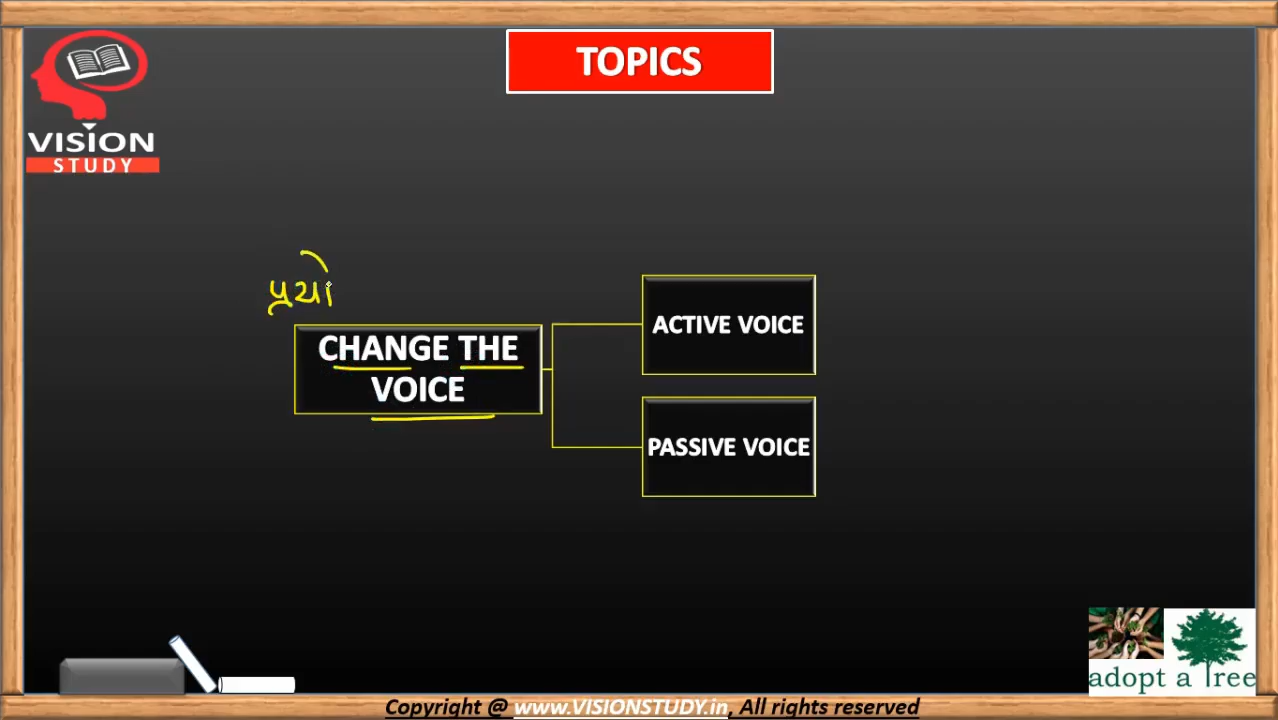 VISION
STUDY
TOPICS
પ્રયો
CHANGE THE
VOICE
ACTIVE VOICE
PASSIVE VOICE
adopt a Tree
Copyright @ www.VISIONSTUDY.in, All rights reserved